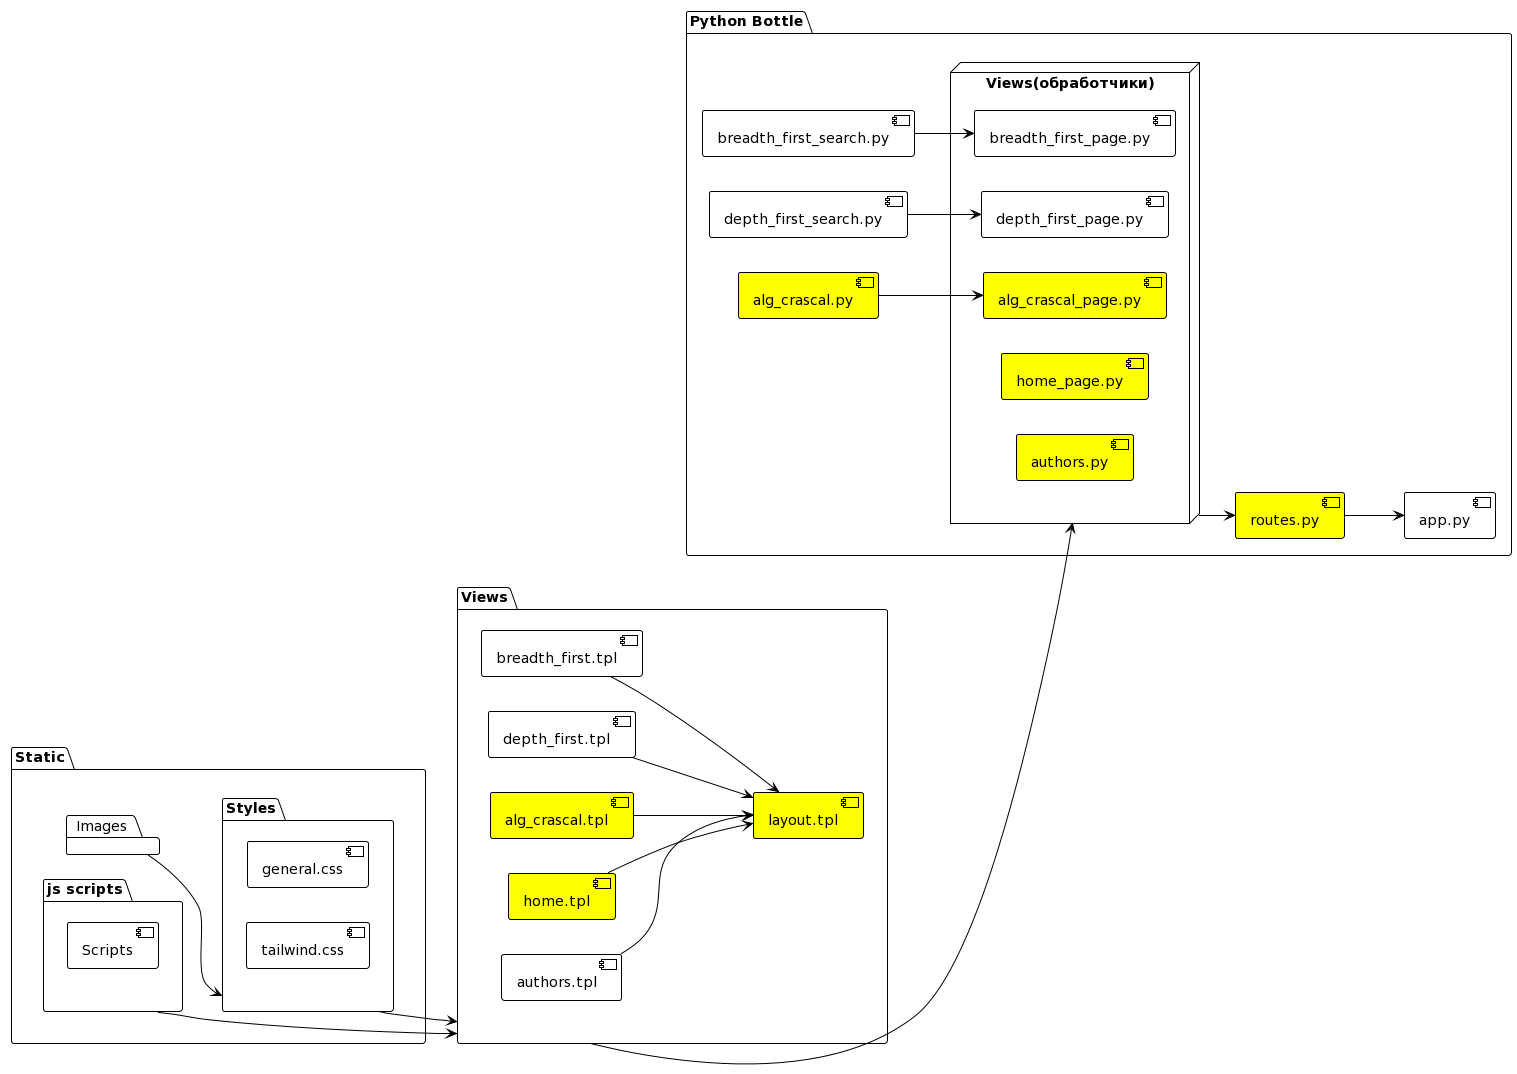 Python Bottle
Views(обработчики)
breadth_first_search.py
breadth_first_page.py
depth_first_search.py
depth_first_page.py
alg_crascal.py
alg_crascal_page.py
home_page.py
authors.py
routes.py
app.py
Views
breadth_first.tpl
depth_first.tpl
alg_crascal.tpl
layout.tpl
home.tpl
authors.tpl
Static
Images
js scripts
Scripts
Styles
general.css
tailwind.css